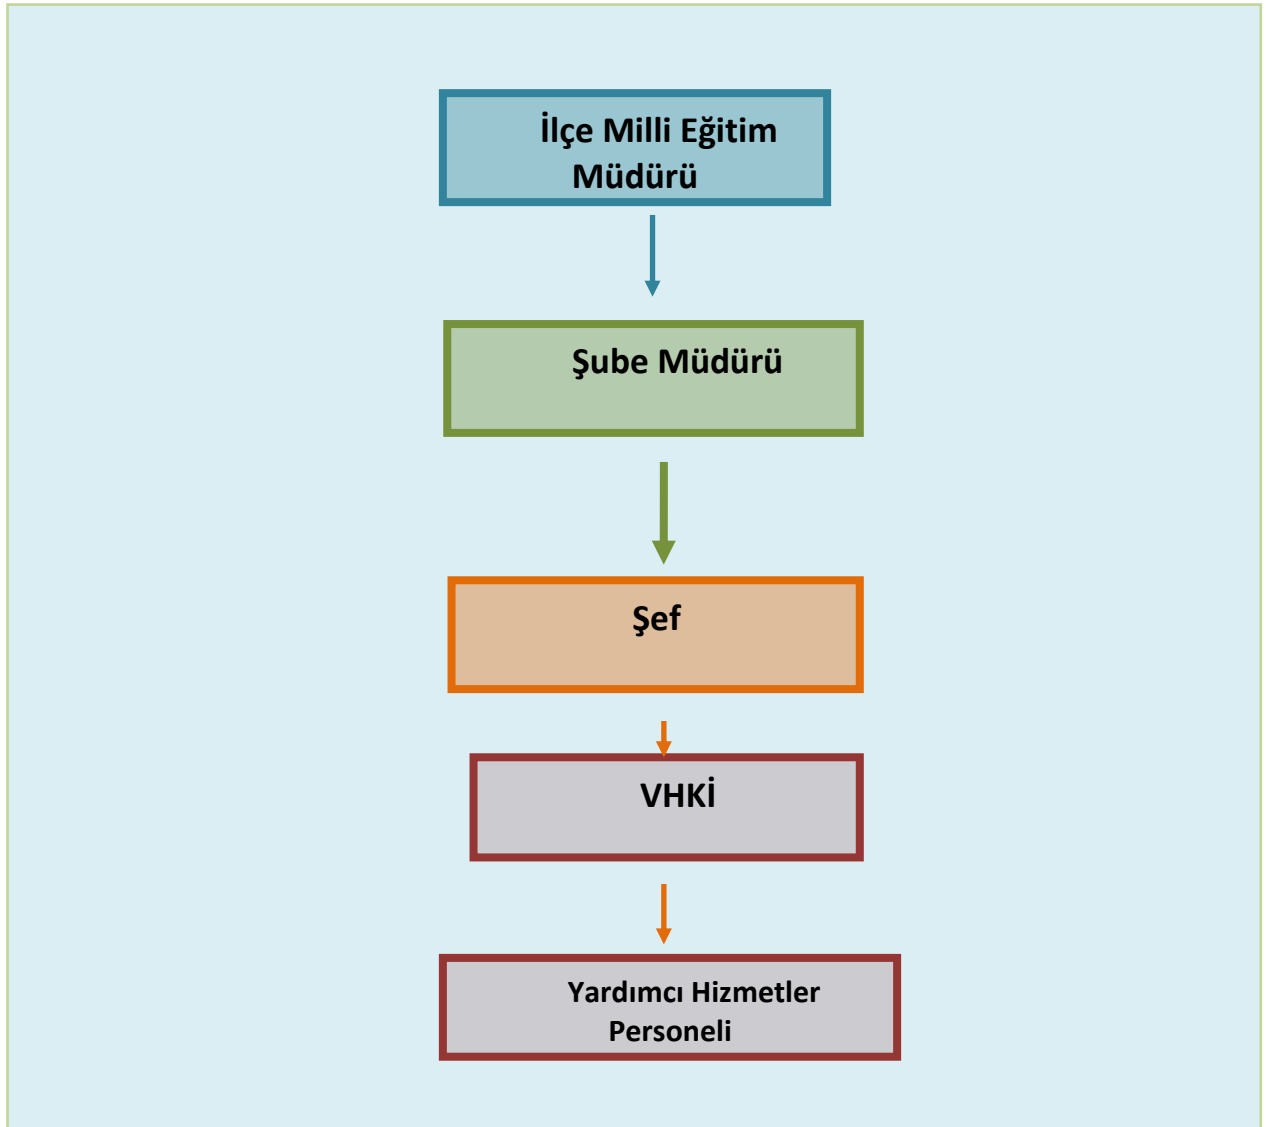 İlçe Milli Eğitim
Müdürü
Şube Müdürü
Şef
VHKİ
Yardımcı Hizmetler
Personeli